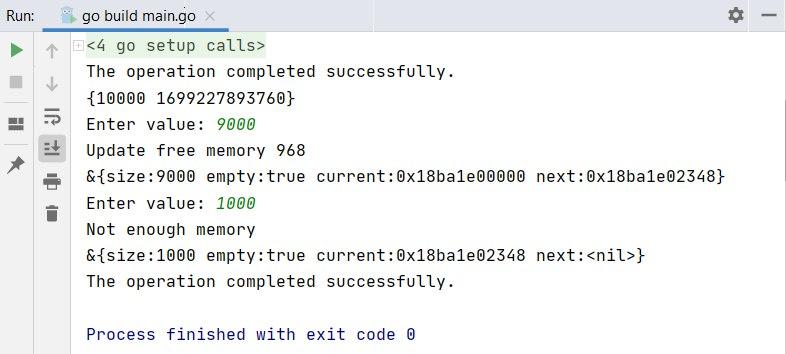 Run: go build main.go
<4 go setup calls>
The operation completed successfully.
{10000 1699227893760}
Enter value: 9000
Update free memory 968
&{size:9000 empty:true current:0x18ba1e00000 next:0x18ba1e02348}
Enter value: 1000
Not enough memory
&{size:1000 empty:true current:0x18ba1e02348 next:<nil>}
The operation completed successfully.
Process finished with exit code 0